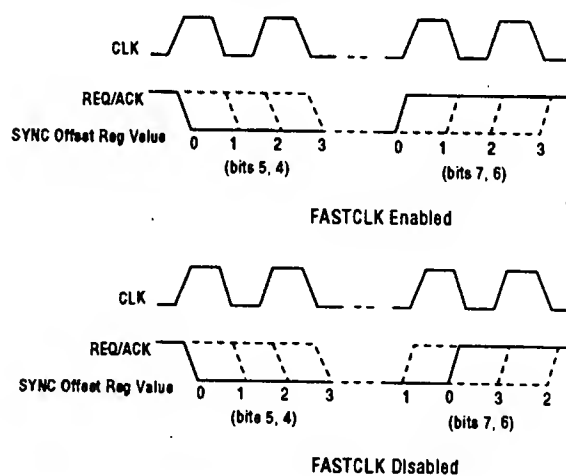 CLK
REQ/ACK
SYNC Offset Reg Value
0 1 2 3 0 1 2 3
(bits 5, 4) (bits 7, 6)
FASTCLK Enabled
CLK
REQ/ACK
SYNC Offset Reg Value
0 1 2 3 1 0 3 2
(bits 5, 4) (bits 7, 6)
FASTCLK Disabled